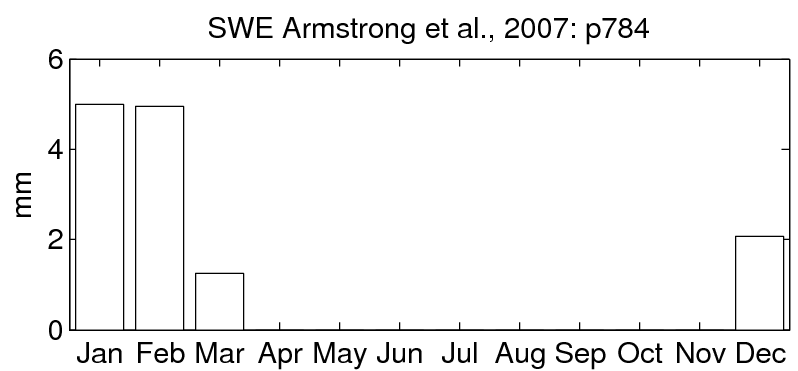 SWE Armstrong et al., 2007: p784
6
4
2
0
mm
Jan Feb Mar Apr May Jun Jul Aug Sep Oct Nov Dec